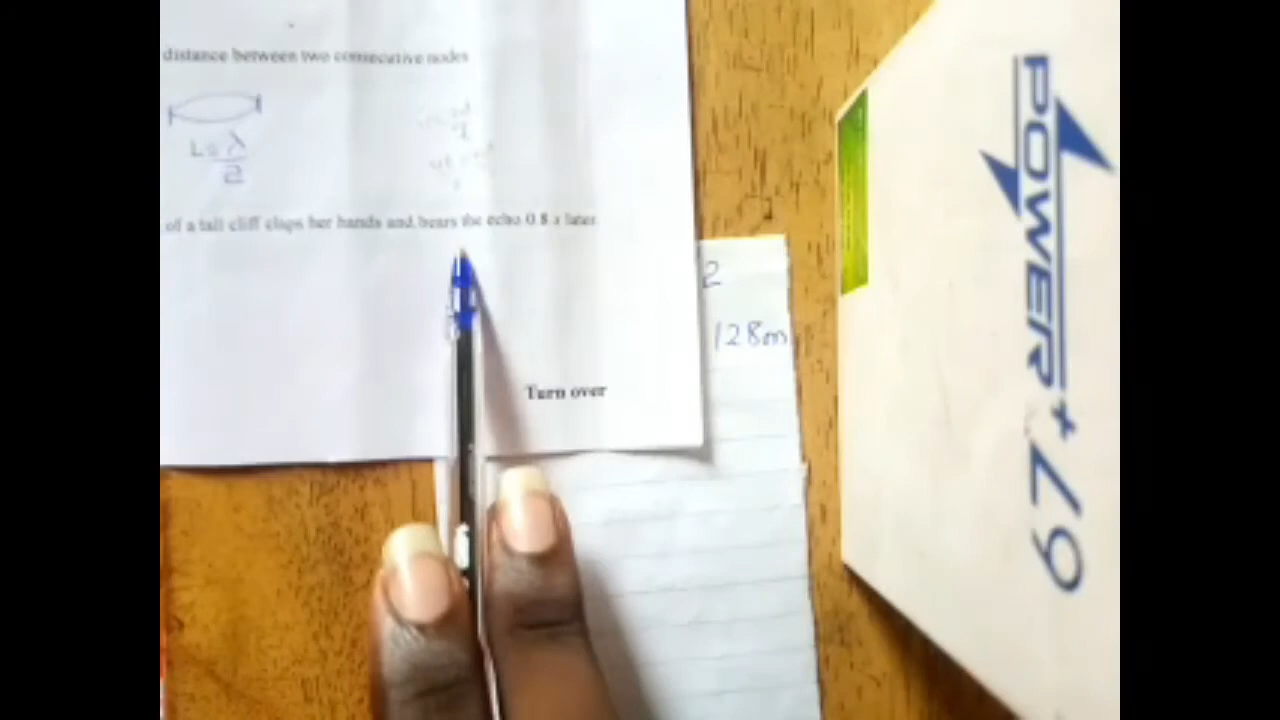 distance between two consecutive nodes
L = λ/2
of a tall cliff claps her hands and hears the echo 0.8 s later.
2
128m
Turn over
POWER+ L9